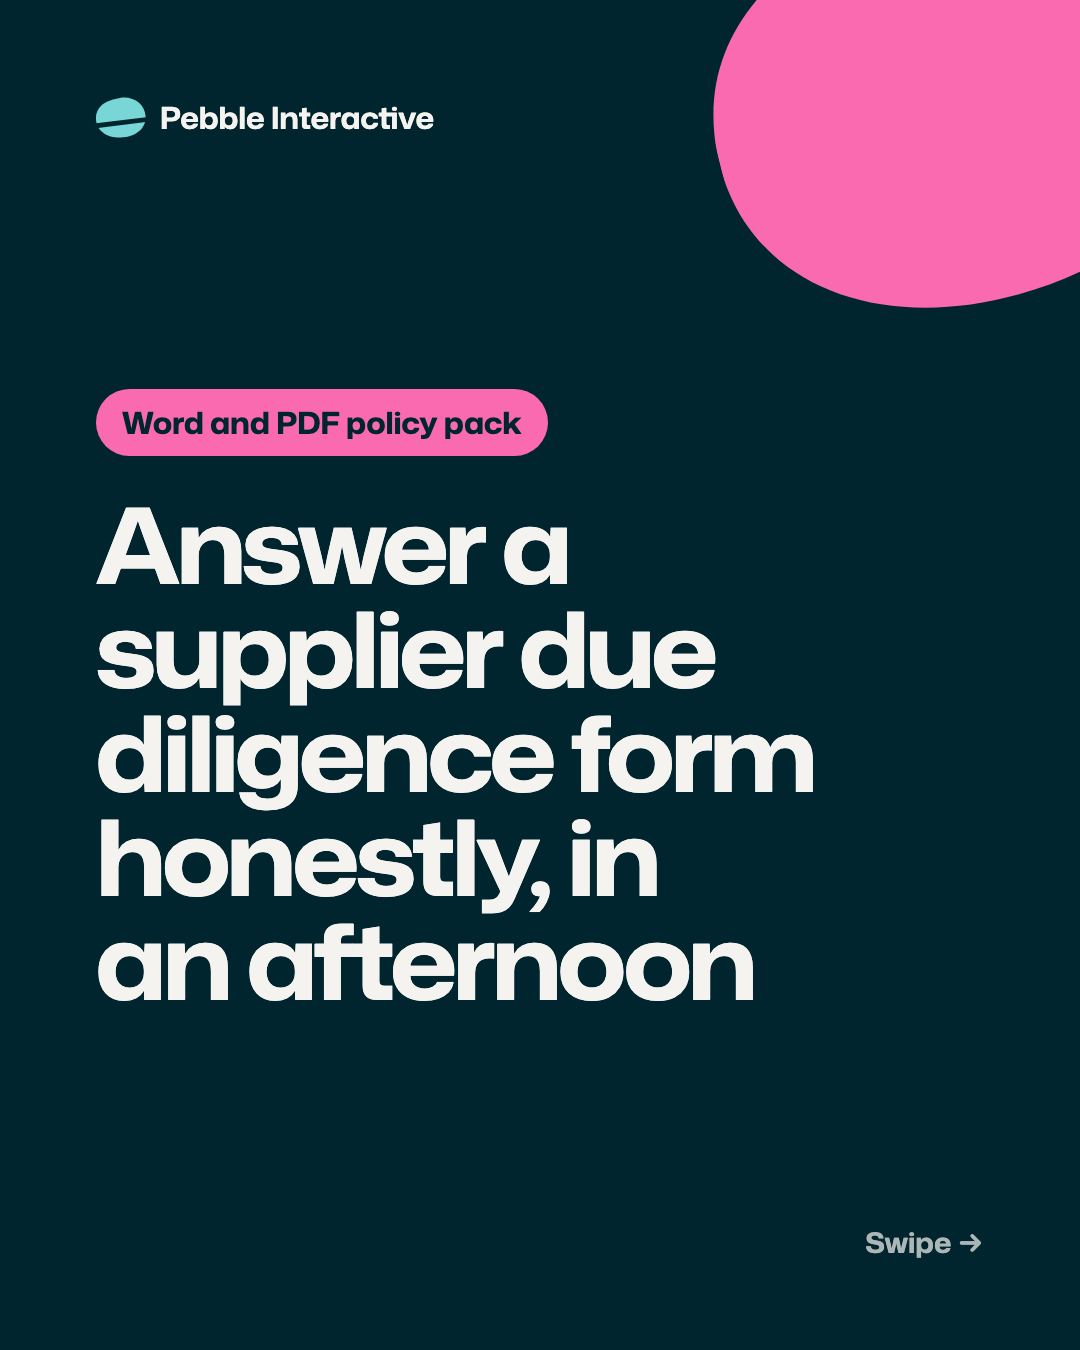 Pebble Interactive
Word and PDF policy pack
Answer a
supplier due
diligence form
honestly, in
an afternoon
Swipe →